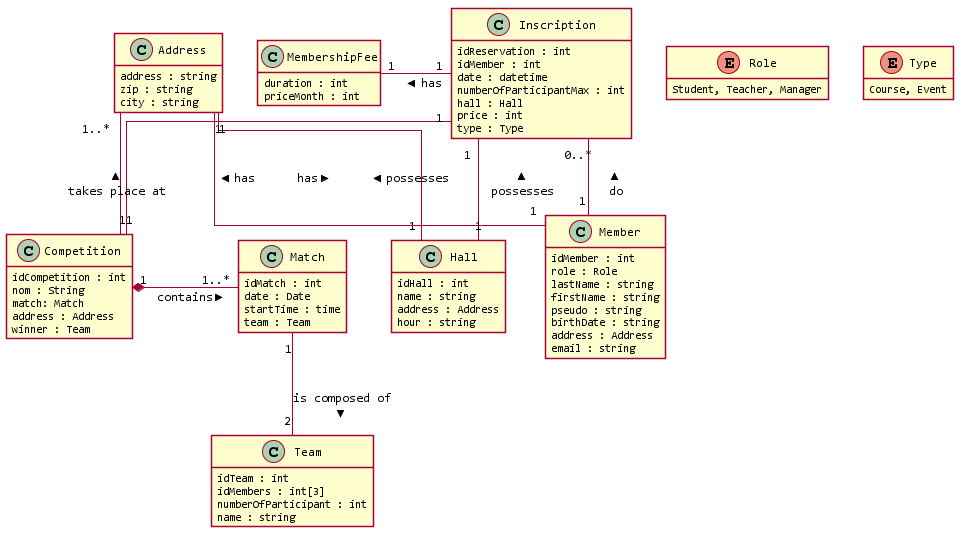 C Address
address : string
zip : string
city : string
C MembershipFee
duration : int
priceMonth : int
C Inscription
idReservation : int
idMember : int
date : datetime
numberOfParticipantMax : int
hall : Hall
price : int
type : Type
E Role
Student, Teacher, Manager
E Type
Course, Event
1 1
◄ has
1..*
1
1
1
1
0..*
▲
takes place at
◄ has
has ►
◄ possesses
▲
possesses
▲
do
1
1
1
1
1
1
1
C Competition
idCompetition : int
nom : String
match: Match
address : Address
winner : Team
1 1..*
contains ►
C Match
idMatch : int
date : Date
startTime : time
team : Team
C Hall
idHall : int
name : string
address : Address
hour : string
C Member
idMember : int
role : Role
lastName : string
firstName : string
pseudo : string
birthDate : string
address : Address
email : string
1
is composed of
▼
2
C Team
idTeam : int
idMembers : int[3]
numberOfParticipant : int
name : string